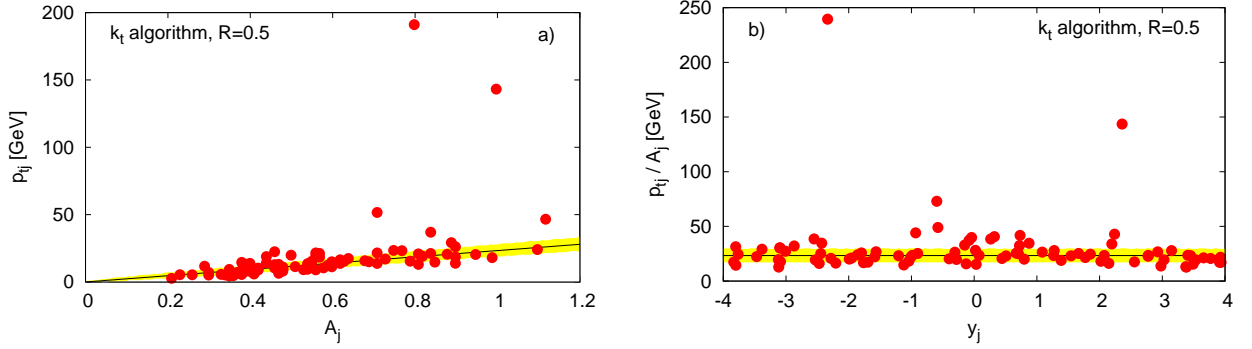 k_t algorithm, R=0.5
a)
p_tj [GeV]
200
150
100
50
0
0 0.2 0.4 0.6 0.8 1 1.2
A_j
b)
k_t algorithm, R=0.5
p_tj / A_j [GeV]
250
200
150
100
50
0
-4 -3 -2 -1 0 1 2 3 4
y_j